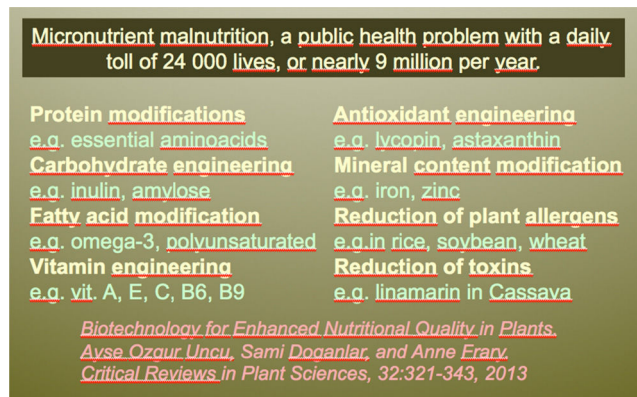 Micronutrient malnutrition, a public health problem with a daily
toll of 24 000 lives, or nearly 9 million per year.
Protein modifications
e.g. essential aminoacids
Carbohydrate engineering
e.g. inulin, amylose
Fatty acid modification
e.g. omega-3, polyunsaturated
Vitamin engineering
e.g. vit. A, E, C, B6, B9
Antioxidant engineering
e.g. lycopin, astaxanthin
Mineral content modification
e.g. iron, zinc
Reduction of plant allergens
e.g.in rice, soybean, wheat
Reduction of toxins
e.g. linamarin in Cassava
Biotechnology for Enhanced Nutritional Quality in Plants.
Ayse Ozgur Uncu, Sami Doganlar, and Anne Frary.
Critical Reviews in Plant Sciences, 32:321-343, 2013